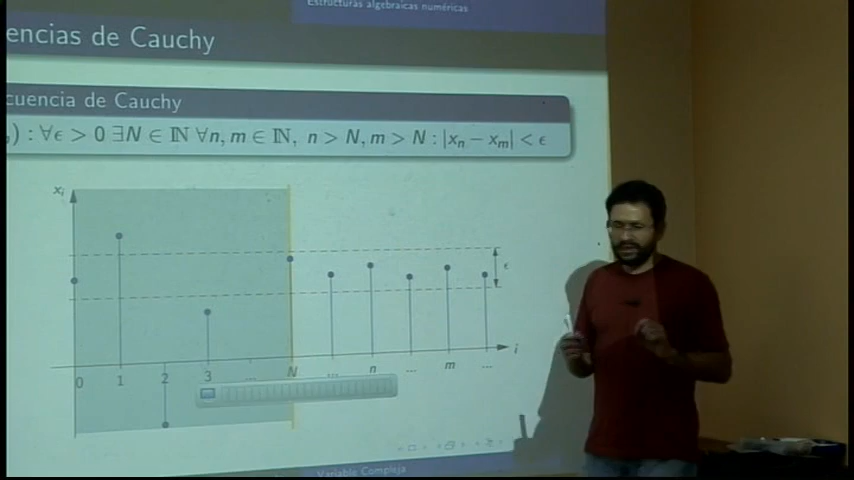 Estructuras algebraicas numéricas
encias de Cauchy
cuencia de Cauchy
) : ∀ϵ > 0 ∃N ∈ ℕ ∀n, m ∈ ℕ, n > N, m > N : |xₙ − xₘ| < ϵ
xᵢ
ϵ
0 1 2 3 ... N ... n ... m ... i
Variable Compleja